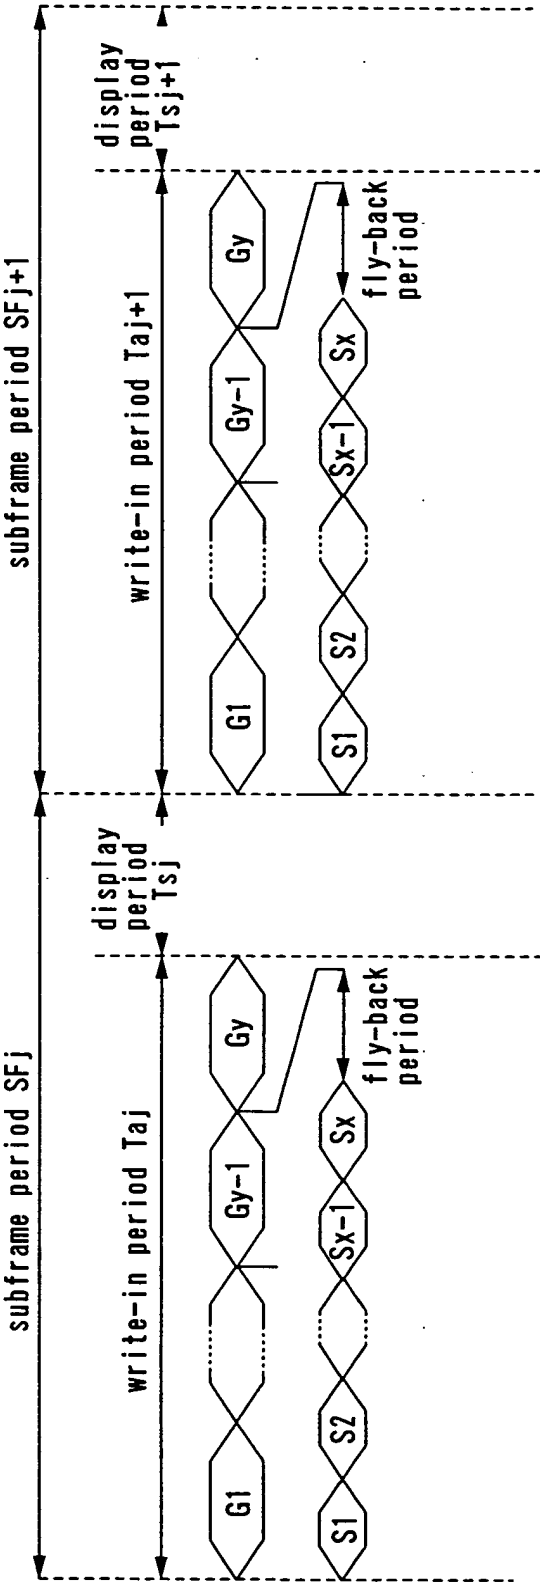 subframe period SFj
subframe period SFj+1
write-in period Taj
display
period
Tsj
write-in period Taj+1
display
period
Tsj+1
G1
Gy-1
Gy
G1
Gy-1
Gy
S1
S2
Sx-1
Sx
fly-back
period
S1
S2
Sx-1
Sx
fly-back
period